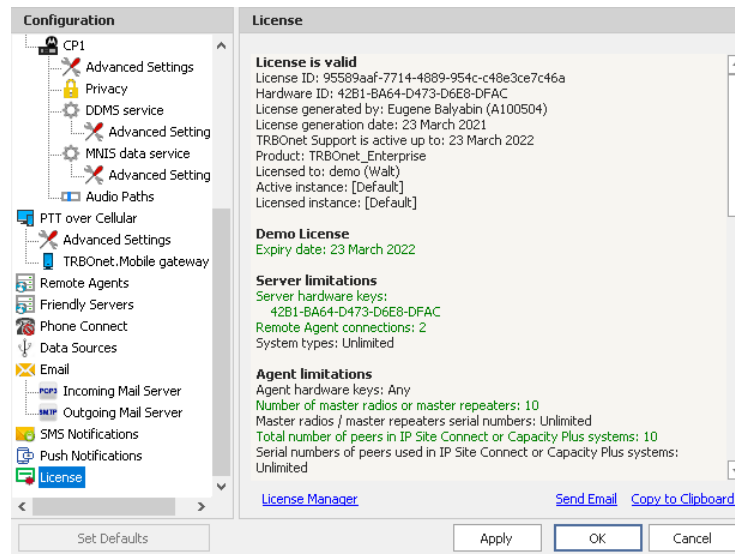 Configuration
CP1
Advanced Settings
Privacy
DDMS service
Advanced Setting
MNIS data service
Advanced Setting
Audio Paths
PTT over Cellular
Advanced Settings
TRBOnet.Mobile gateway
Remote Agents
Friendly Servers
Phone Connect
Data Sources
Email
POP3 Incoming Mail Server
SMTP Outgoing Mail Server
SMS Notifications
Push Notifications
License
Set Defaults
License
License is valid
License ID: 95589aaf-7714-4889-954c-c48e3ce7c46a
Hardware ID: 42B1-BA64-D473-D6E8-DFAC
License generated by: Eugene Balyabin (A100504)
License generation date: 23 March 2021
TRBOnet Support is active up to: 23 March 2022
Product: TRBOnet_Enterprise
Licensed to: demo (Walt)
Active instance: [Default]
Licensed instance: [Default]
Demo License
Expiry date: 23 March 2022
Server limitations
Server hardware keys:
42B1-BA64-D473-D6E8-DFAC
Remote Agent connections: 2
System types: Unlimited
Agent limitations
Agent hardware keys: Any
Number of master radios or master repeaters: 10
Master radios / master repeaters serial numbers: Unlimited
Total number of peers in IP Site Connect or Capacity Plus systems: 10
Serial numbers of peers used in IP Site Connect or Capacity Plus systems:
Unlimited
License Manager
Send Email
Copy to Clipboard
Apply
OK
Cancel